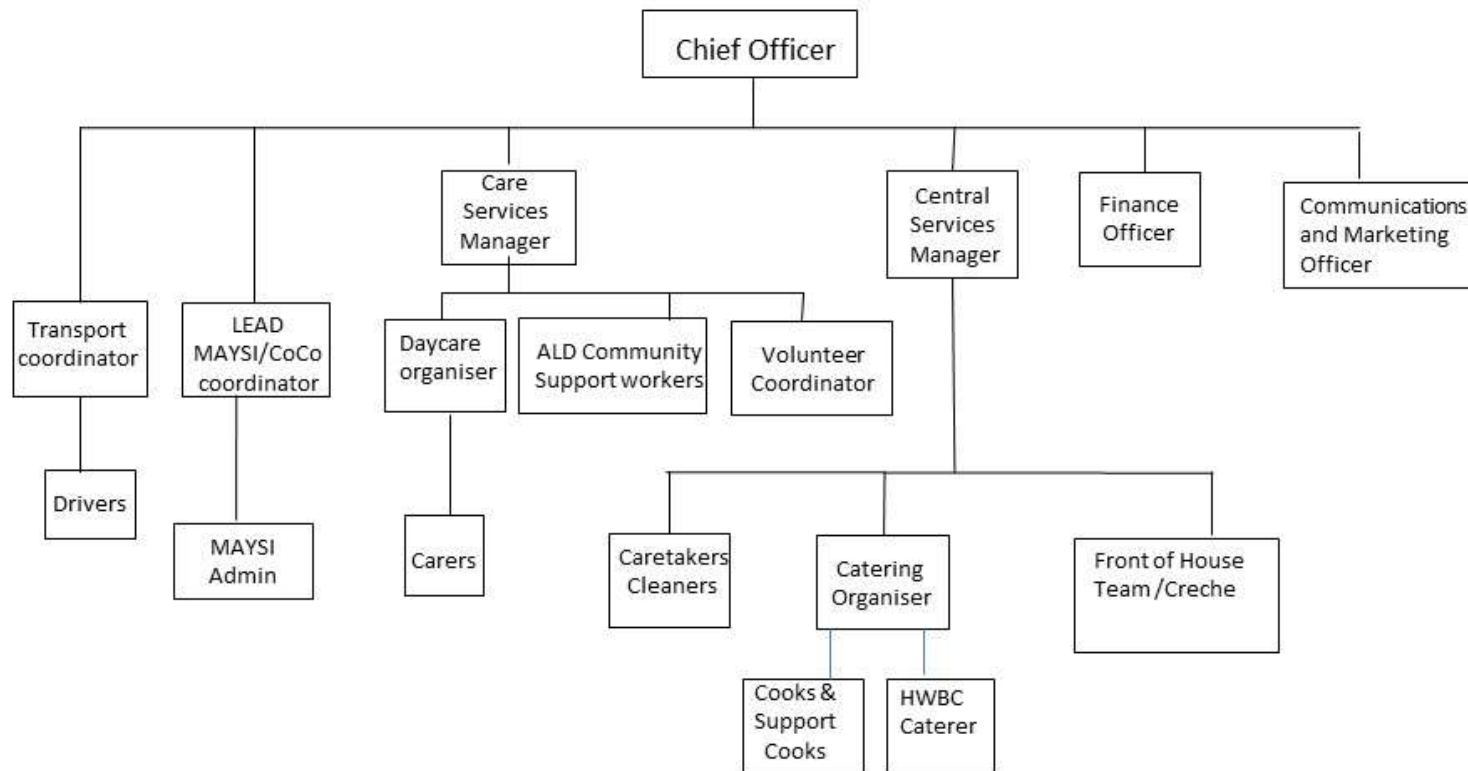 Chief Officer
Care
Services
Manager
Central
Services
Manager
Finance
Officer
Communications
and Marketing
Officer
Transport
coordinator
LEAD
MAYSI/CoCo
coordinator
Daycare
organiser
ALD Community
Support workers
Volunteer
Coordinator
Drivers
MAYSI
Admin
Carers
Caretakers
Cleaners
Catering
Organiser
Front of House
Team /Creche
Cooks &
Support
Cooks
HWBC
Caterer